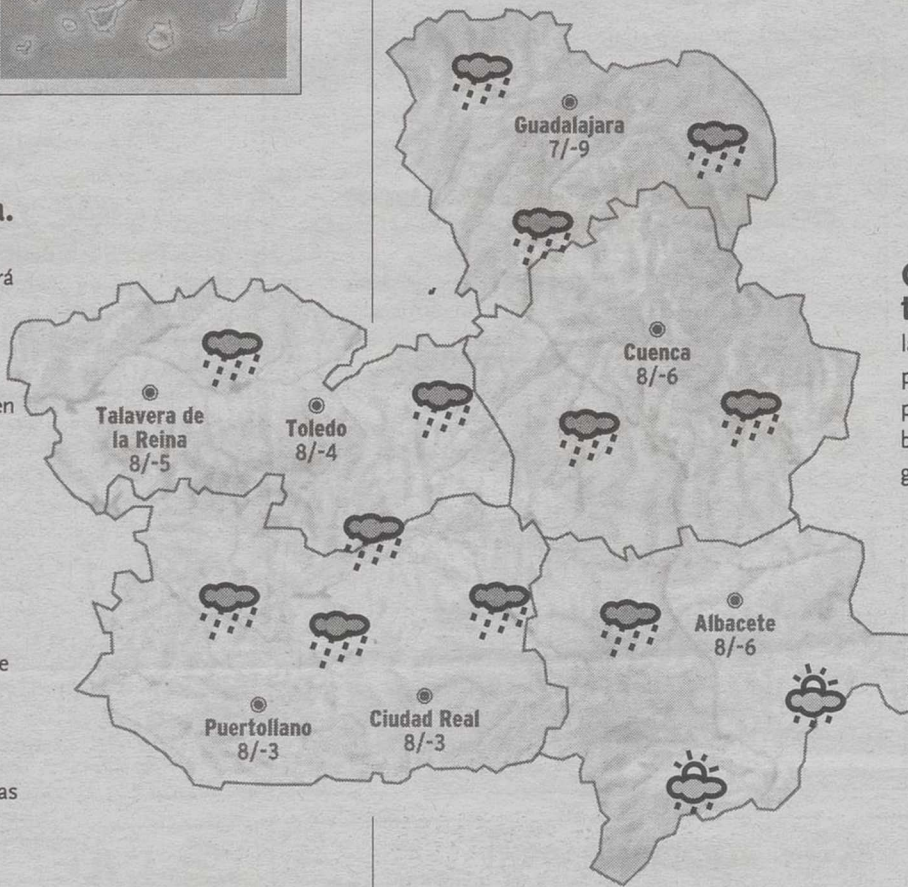 Guadalajara
7/-9
Cuenca
8/-6
Talavera de
la Reina
8/-5
Toledo
8/-4
Albacete
8/-6
Puertollano
8/-3
Ciudad Real
8/-3